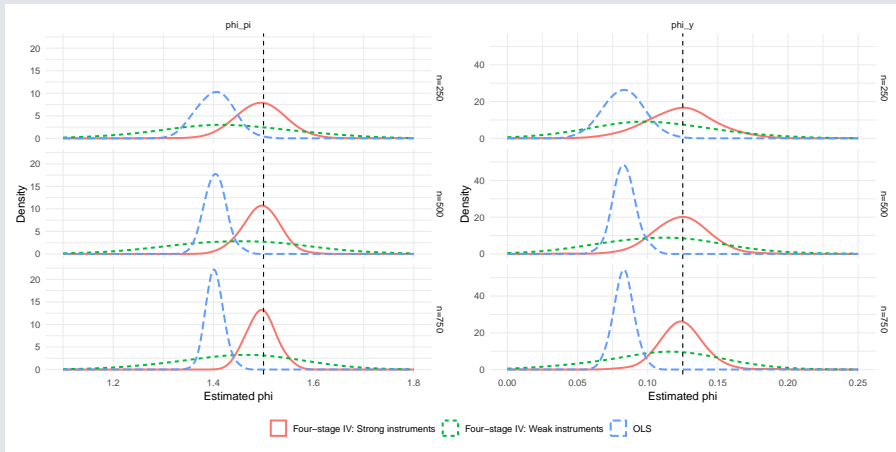 phi_pi
phi_y
Density
20
15
10
5
0
n=250
20
15
10
5
0
n=500
20
15
10
5
0
n=750
1.2
1.4
1.6
1.8
Estimated phi
Density
40
20
0
n=250
40
20
0
n=500
40
20
0
n=750
0.00
0.05
0.10
0.15
0.20
0.25
Estimated phi
Four-stage IV: Strong instruments
Four-stage IV: Weak instruments
OLS